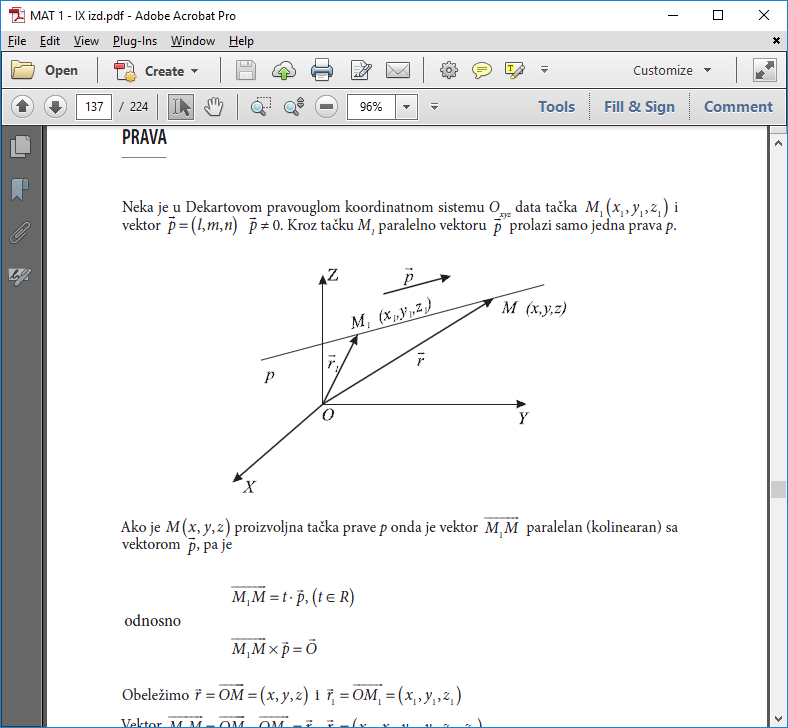 MAT 1 - IX izd.pdf - Adobe Acrobat Pro
File Edit View Plug-Ins Window Help
Open Create Customize
137 / 224 96% Tools Fill & Sign Comment
PRAVA
Neka je u Dekartovom pravouglom koordinatnom sistemu Oxyz data tačka M₁(x₁, y₁, z₁) i
vektor p⃗ = (l, m, n) p⃗ ≠ 0. Kroz tačku M₁ paralelno vektoru p⃗ prolazi samo jedna prava p.
Z
p⃗
M₁ (x₁,y₁,z₁)
M (x,y,z)
r⃗₁
r⃗
p
O
Y
X
Ako je M(x, y, z) proizvoljna tačka prave p onda je vektor M₁M paralelan (kolinearan) sa
vektorom p⃗, pa je
M₁M = t · p⃗, (t ∈ R)
odnosno
M₁M × p⃗ = O⃗
Obeležimo r⃗ = OM = (x, y, z) i r⃗₁ = OM₁ = (x₁, y₁, z₁)
Vektor